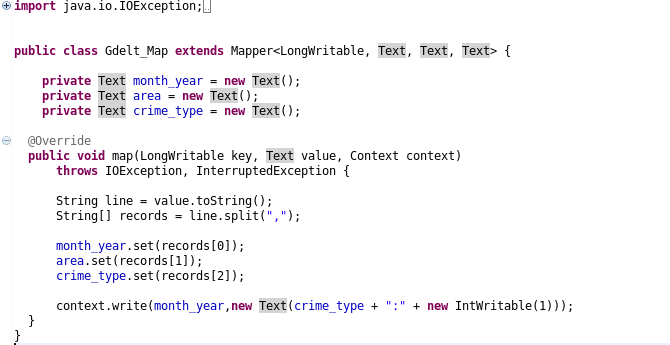 import java.io.IOException;
public class Gdelt_Map extends Mapper<LongWritable, Text, Text, Text> {
private Text month_year = new Text();
private Text area = new Text();
private Text crime_type = new Text();
@Override
public void map(LongWritable key, Text value, Context context)
throws IOException, InterruptedException {
String line = value.toString();
String[] records = line.split(",");
month_year.set(records[0]);
area.set(records[1]);
crime_type.set(records[2]);
context.write(month_year,new Text(crime_type + ":" + new IntWritable(1)));
}
}